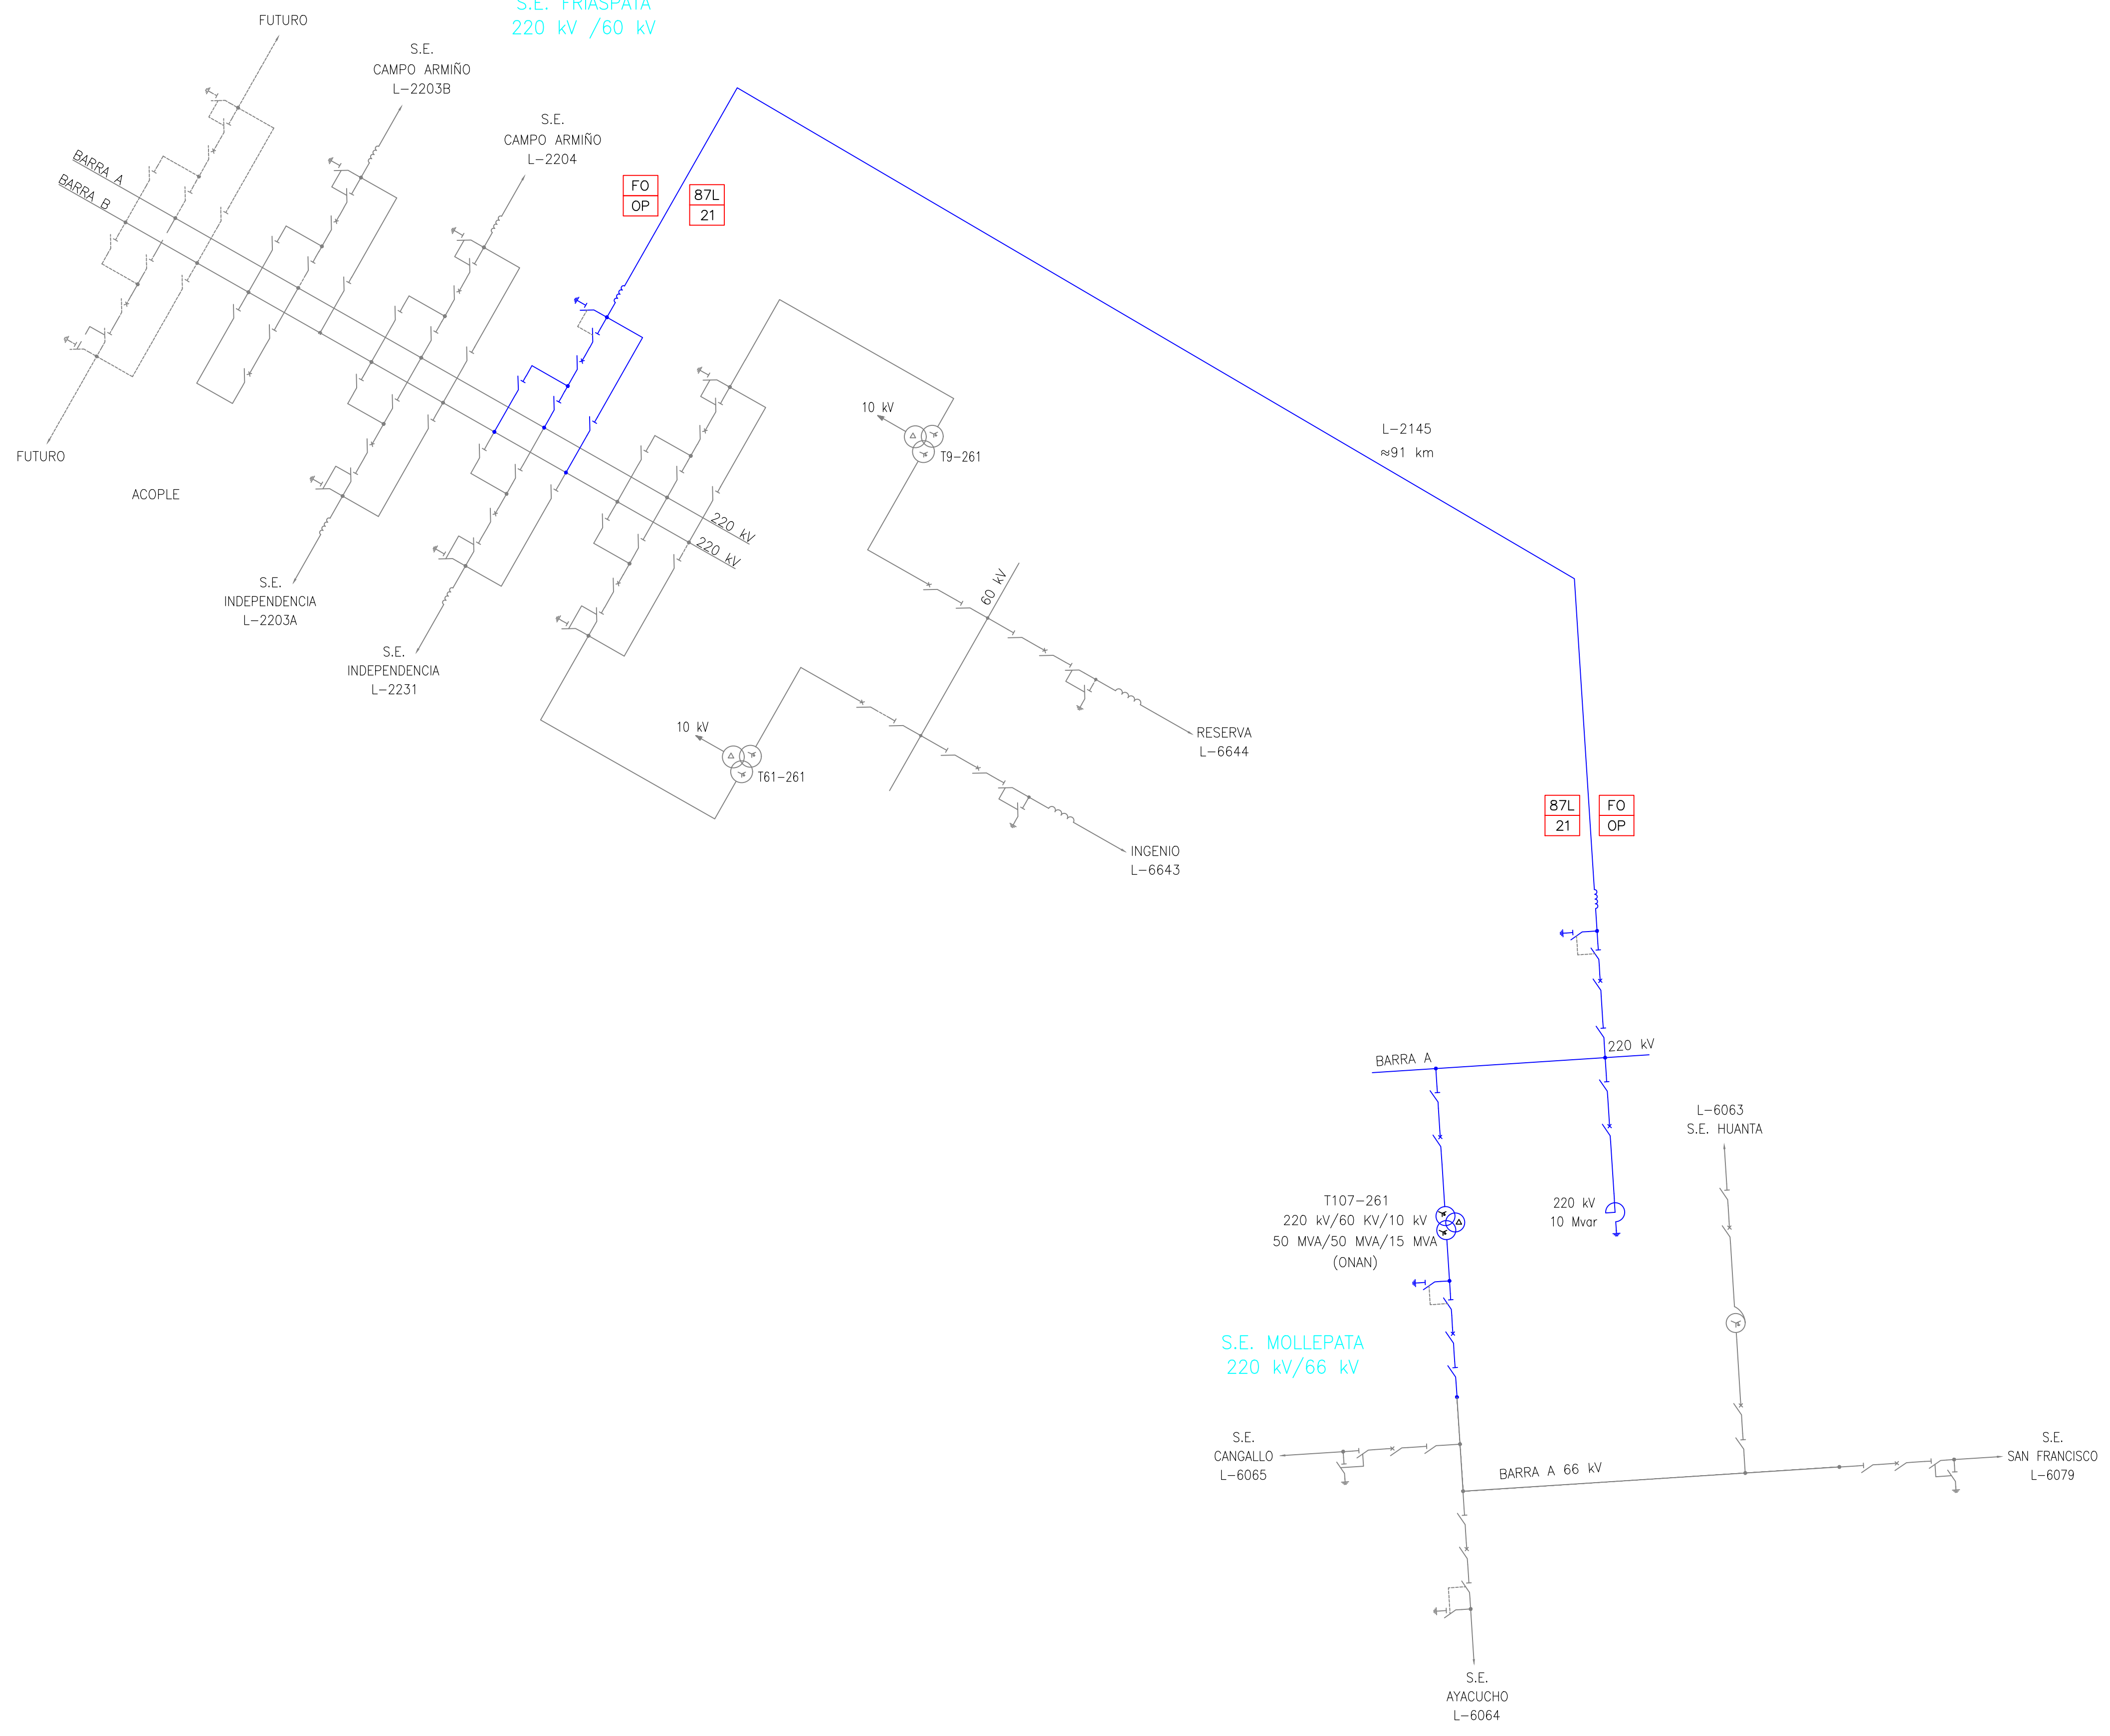 S.E. FRIASPATA
220 kV /60 kV
FUTURO
S.E.
CAMPO ARMIÑO
L-2203B
S.E.
CAMPO ARMIÑO
L-2204
BARRA A
BARRA B
FO
OP
87L
21
L-2145
≈91 km
10 kV
T9-261
FUTURO
ACOPLE
220 kV
220 kV
60 kV
S.E.
INDEPENDENCIA
L-2203A
S.E.
INDEPENDENCIA
L-2231
10 kV
T61-261
RESERVA
L-6644
INGENIO
L-6643
87L
21
FO
OP
BARRA A
220 kV
L-6063
S.E. HUANTA
T107-261
220 kV/60 KV/10 kV
50 MVA/50 MVA/15 MVA
(ONAN)
220 kV
10 Mvar
S.E. MOLLEPATA
220 kV/66 kV
S.E.
CANGALLO
L-6065
BARRA A 66 kV
S.E.
SAN FRANCISCO
L-6079
S.E.
AYACUCHO
L-6064